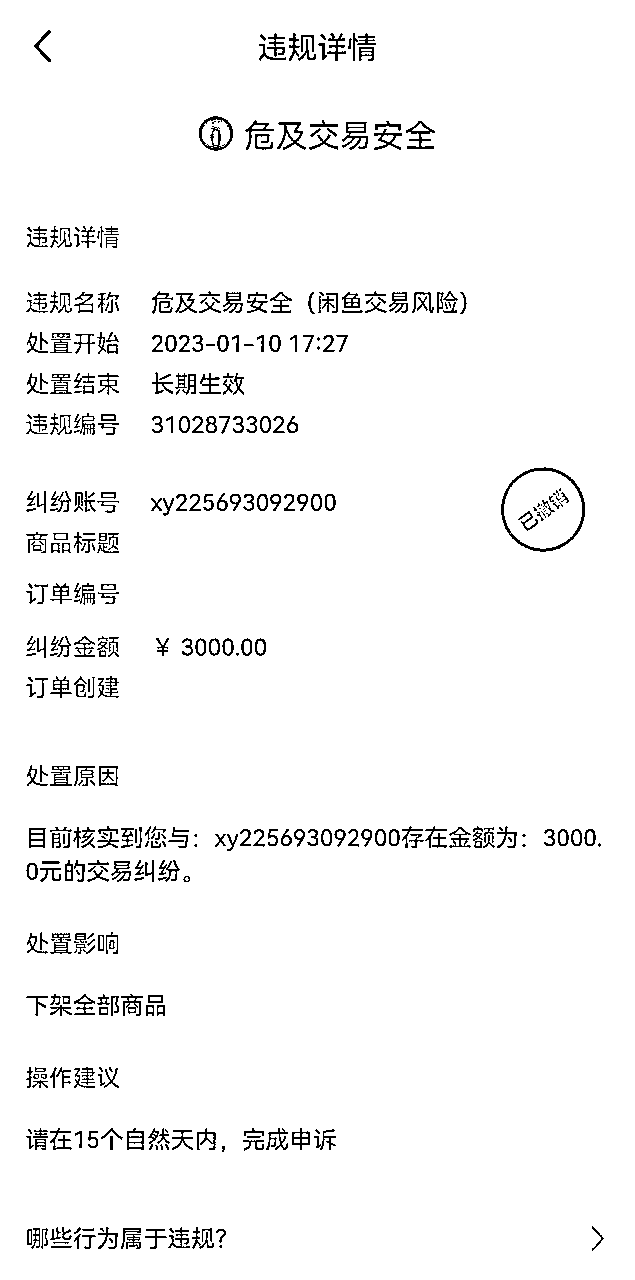 违规详情
危及交易安全
违规详情
违规名称 危及交易安全（闲鱼交易风险）
处置开始 2023-01-10 17:27
处置结束 长期生效
违规编号 31028733026
纠纷账号 xy225693092900
已撤销
商品标题
订单编号
纠纷金额 ¥ 3000.00
订单创建
处置原因
目前核实到您与：xy225693092900存在金额为：3000.
0元的交易纠纷。
处置影响
下架全部商品
操作建议
请在15个自然天内，完成申诉
哪些行为属于违规？